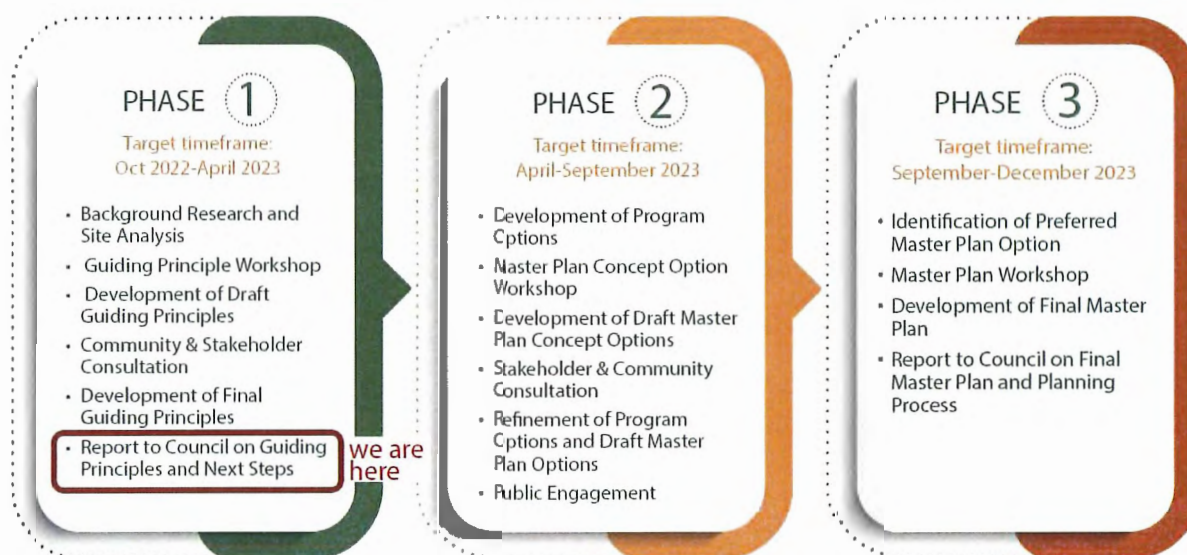 PHASE 1
Target timeframe:
Oct 2022-April 2023
• Background Research and
Site Analysis
• Guiding Principle Workshop
• Development of Draft
Guiding Principles
• Community & Stakeholder
Consultation
• Development of Final
Guiding Principles
• Report to Council on Guiding
Principles and Next Steps
we are
here
PHASE 2
Target timeframe:
April-September 2023
• Development of Program
Options
• Master Plan Concept Option
Workshop
• Development of Draft Master
Plan Concept Options
• Stakeholder & Community
Consultation
• Refinement of Program
Options and Draft Master
Plan Options
• Public Engagement
PHASE 3
Target timeframe:
September-December 2023
• Identification of Preferred
Master Plan Option
• Master Plan Workshop
• Development of Final Master
Plan
• Report to Council on Final
Master Plan and Planning
Process